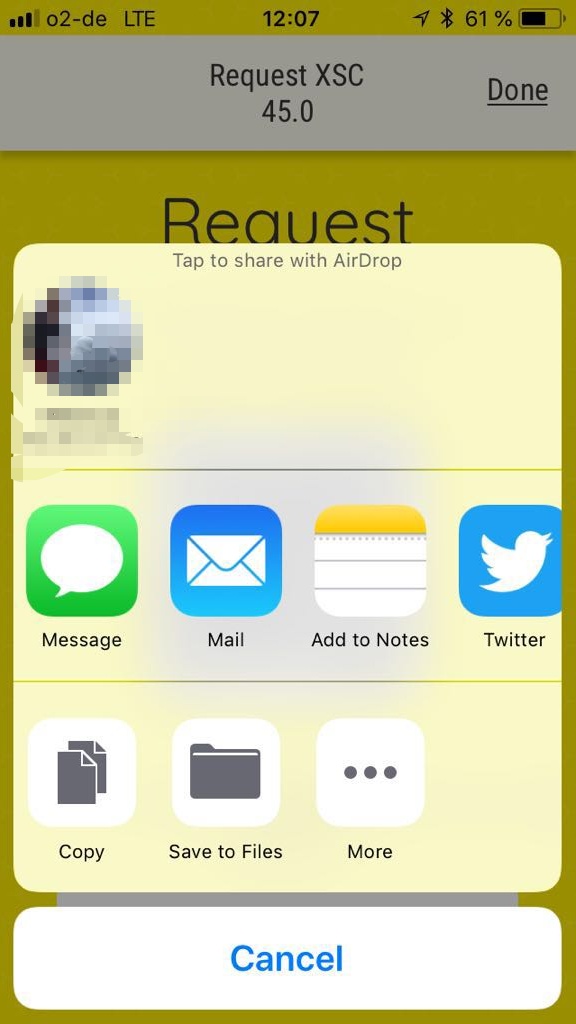 o2-de LTE 12:07 61 %
Request XSC
45.0
Done
Request
Tap to share with AirDrop
Message Mail Add to Notes Twitter
Copy Save to Files More
Cancel